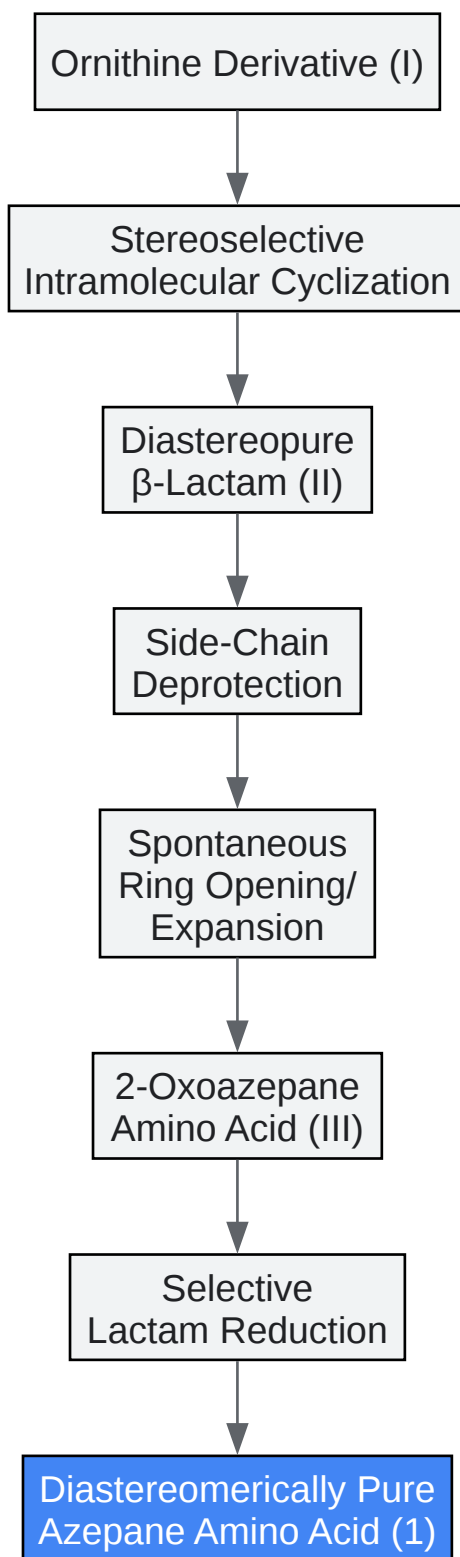 Ornithine Derivative (I)
Stereoselective
Intramolecular Cyclization
Diastereopure
β-Lactam (II)
Side-Chain
Deprotection
Spontaneous
Ring Opening/
Expansion
2-Oxoazepane
Amino Acid (III)
Selective
Lactam Reduction
Diastereomerically Pure
Azepane Amino Acid (1)